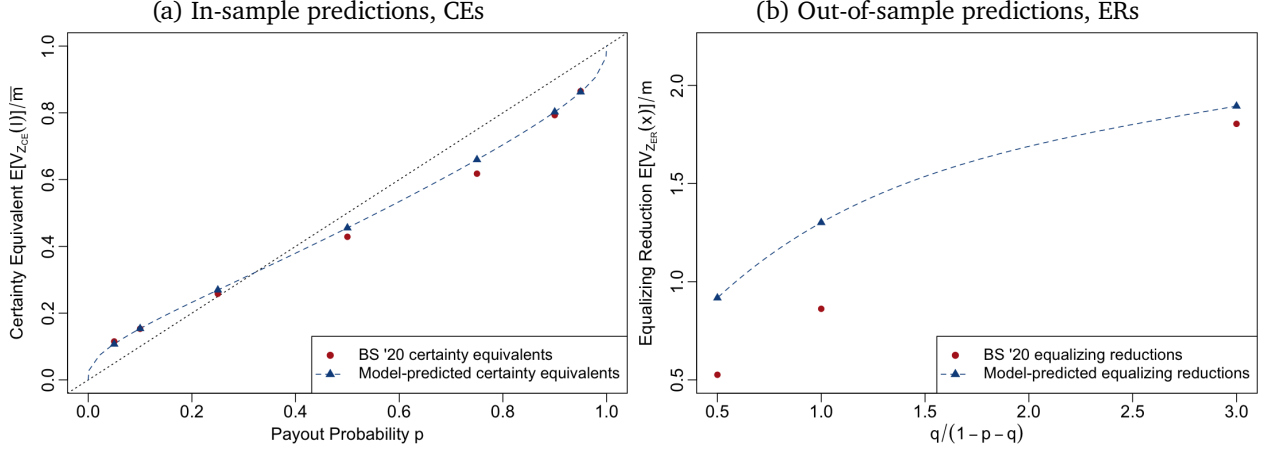 (a) In-sample predictions, CEs
Certainty Equivalent E[V_{Z_{CE}}(l)]/m̅
1.0
0.8
0.6
0.4
0.2
0.0
BS '20 certainty equivalents
Model-predicted certainty equivalents
0.0 0.2 0.4 0.6 0.8 1.0
Payout Probability p
(b) Out-of-sample predictions, ERs
Equalizing Reduction E[V_{Z_{ER}}(x)]/m
2.0
1.5
1.0
0.5
BS '20 equalizing reductions
Model-predicted equalizing reductions
0.5 1.0 1.5 2.0 2.5 3.0
q/(1−p−q)